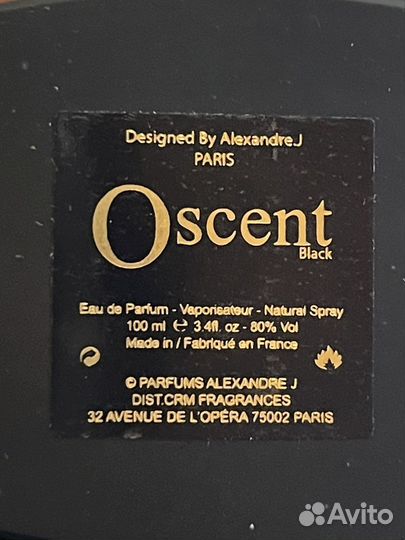 Designed By Alexandre.J
PARIS
Oscent
Black
Eau de Parfum - Vaporisateur - Natural Spray
100 ml ℮ 3.4fl. oz - 80% Vol
Made in / Fabriqué en France
© PARFUMS ALEXANDRE J
DIST.CRM FRAGRANCES
32 AVENUE DE L'OPÉRA 75002 PARIS
Avito